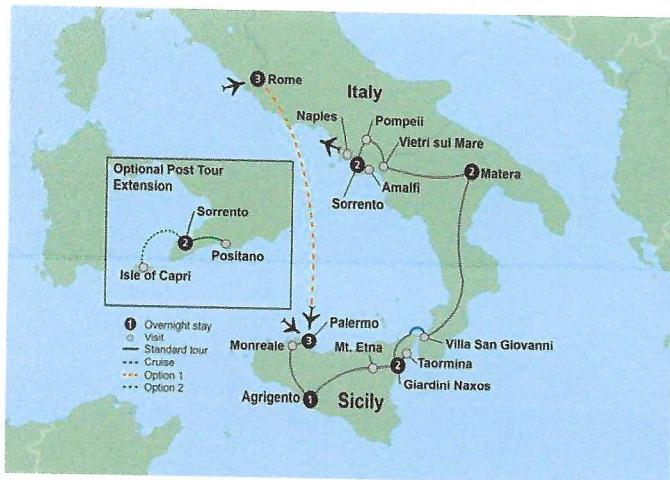 3 Rome
Italy
Naples
Pompeii
Vietri sul Mare
2 Matera
2
Amalfi
Sorrento
Optional Post Tour
Extension
Sorrento
2
Positano
Isle of Capri
1 Overnight stay
Visit
Standard tour
Cruise
Option 1
Option 2
Palermo
3
Monreale
Mt. Etna
Villa San Giovanni
Taormina
2
Giardini Naxos
Agrigento
1
Sicily